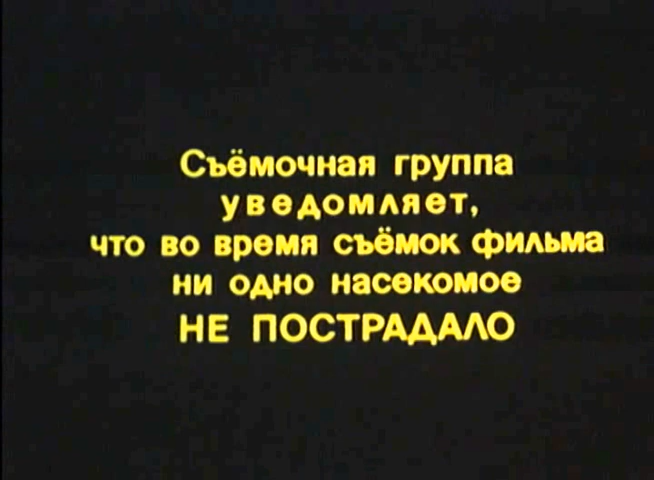 Съёмочная группа
уведомляет,
что во время съёмок фильма
ни одно насекомое
НЕ ПОСТРАДАЛО